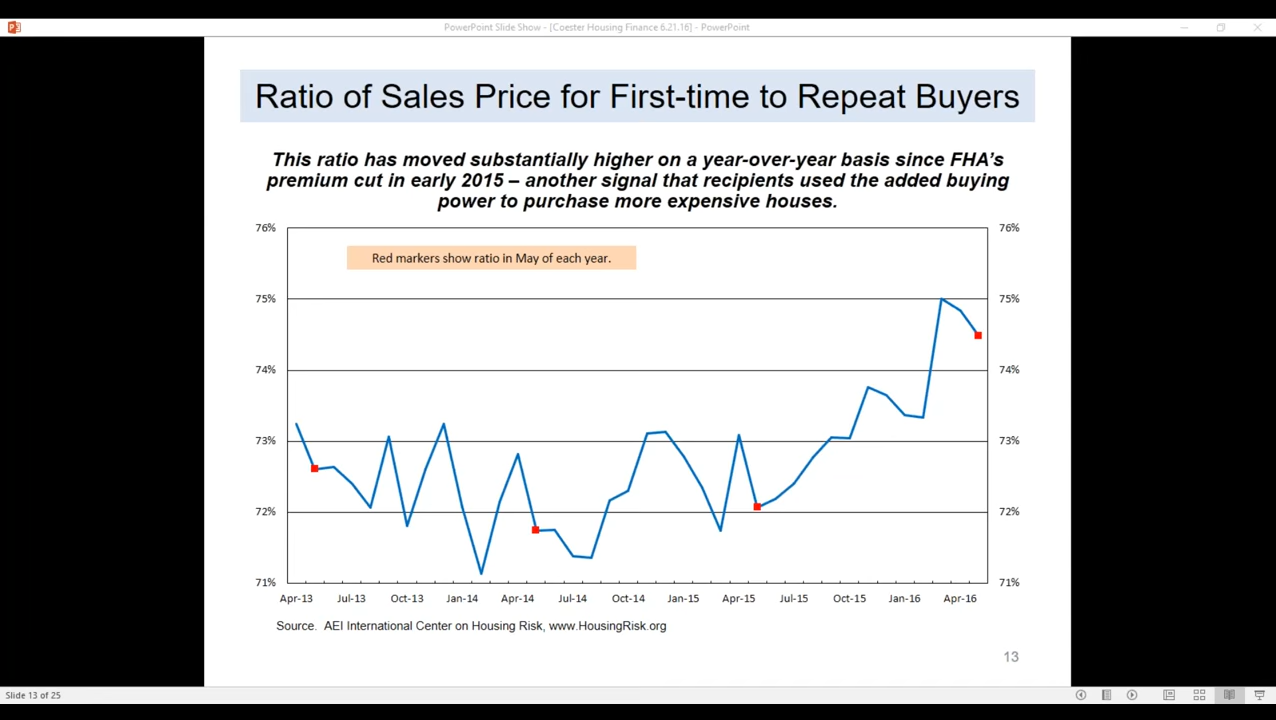 PowerPoint Slide Show - [Coester Housing Finance 6.21.16] - PowerPoint
Ratio of Sales Price for First-time to Repeat Buyers
This ratio has moved substantially higher on a year-over-year basis since FHA's
premium cut in early 2015 – another signal that recipients used the added buying
power to purchase more expensive houses.
76% 76%
Red markers show ratio in May of each year.
75% 75%
74% 74%
73% 73%
72% 72%
71% 71%
Apr-13 Jul-13 Oct-13 Jan-14 Apr-14 Jul-14 Oct-14 Jan-15 Apr-15 Jul-15 Oct-15 Jan-16 Apr-16
Source. AEI International Center on Housing Risk, www.HousingRisk.org
13
Slide 13 of 25